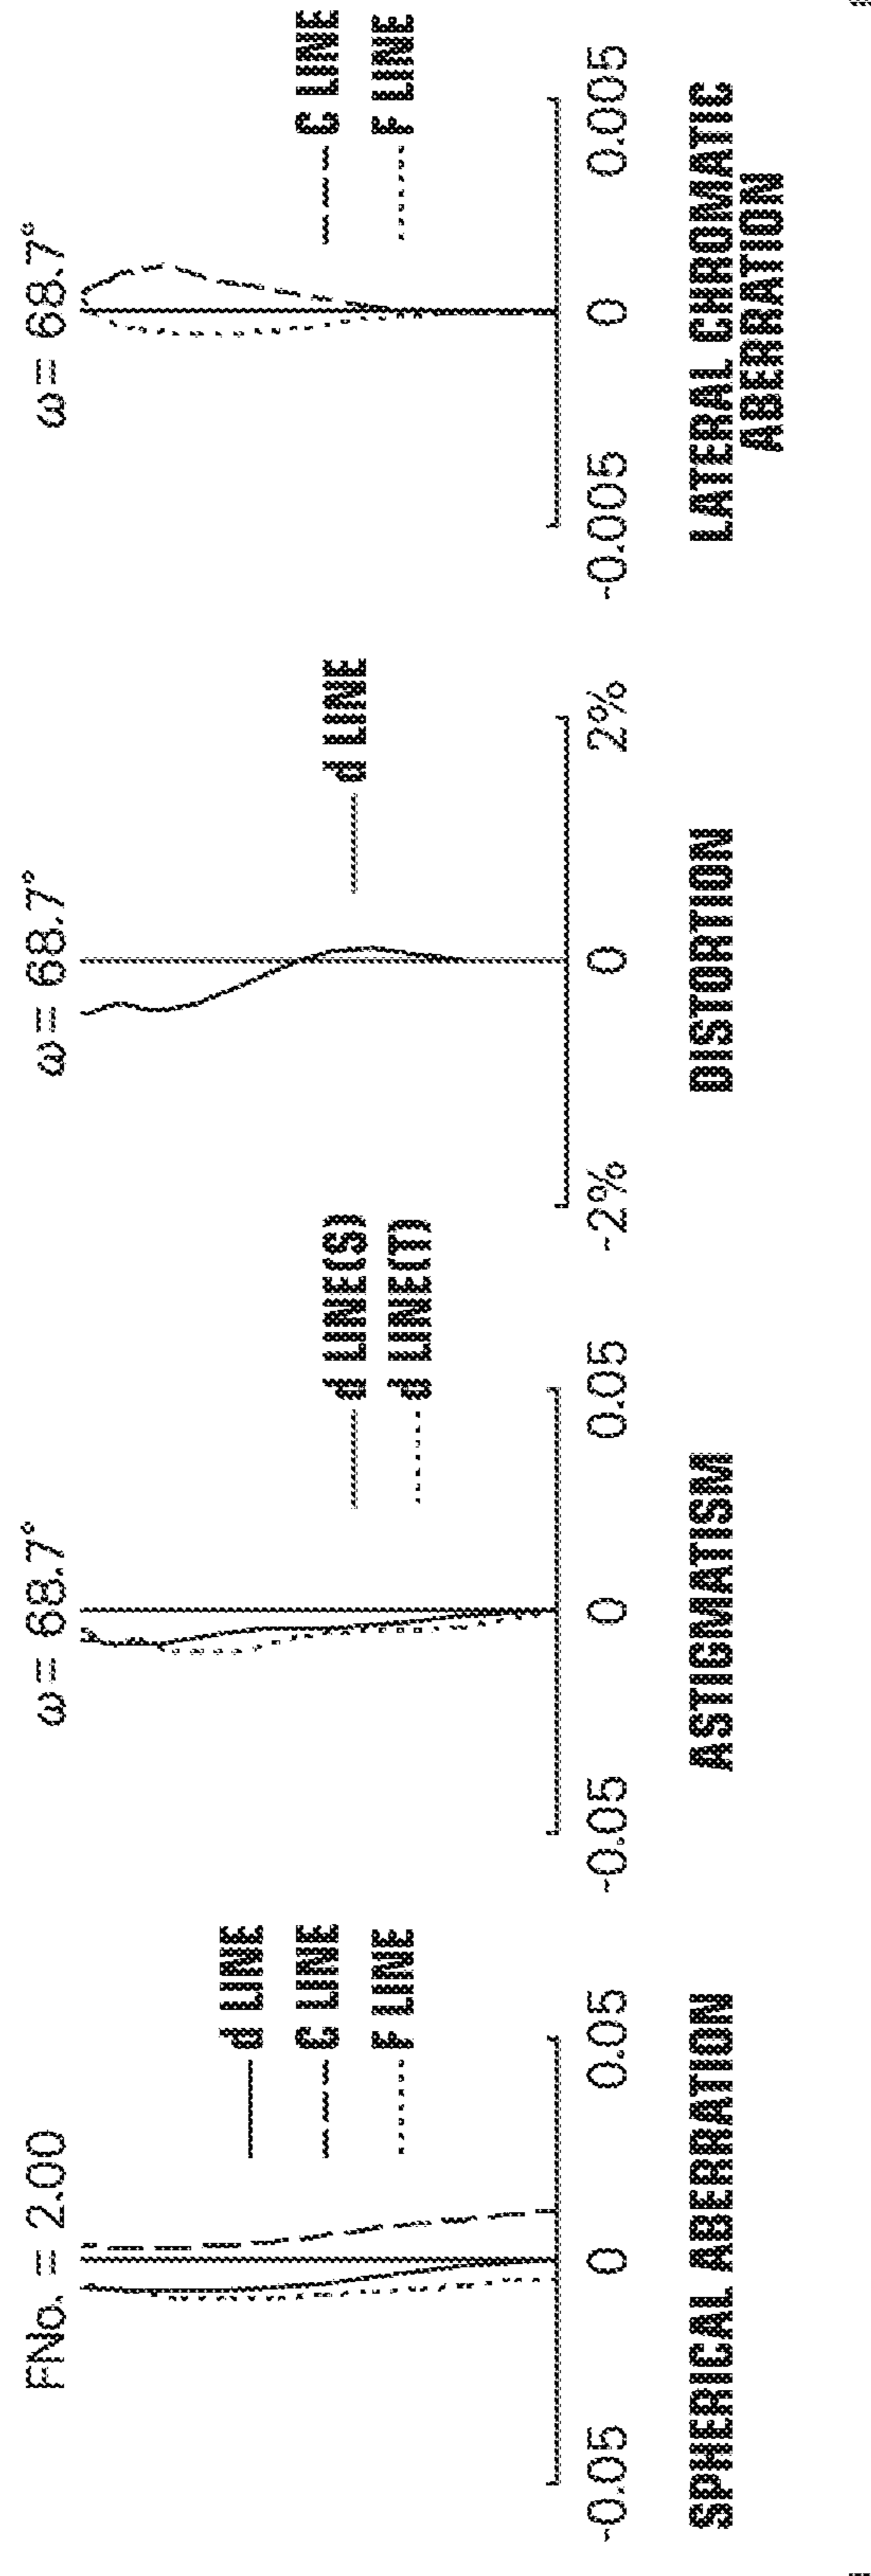 FNo. = 2.00
d LINE
C LINE
F LINE
-0.05
0
0.05
SPHERICAL ABERRATION
ω= 68.7°
d LINE(S)
d LINE(T)
-0.05
0
0.05
ASTIGMATISM
ω= 68.7°
d LINE
-2%
0
2%
DISTORTION
ω= 68.7°
C LINE
F LINE
-0.005
0
0.005
LATERAL CHROMATIC
ABERRATION